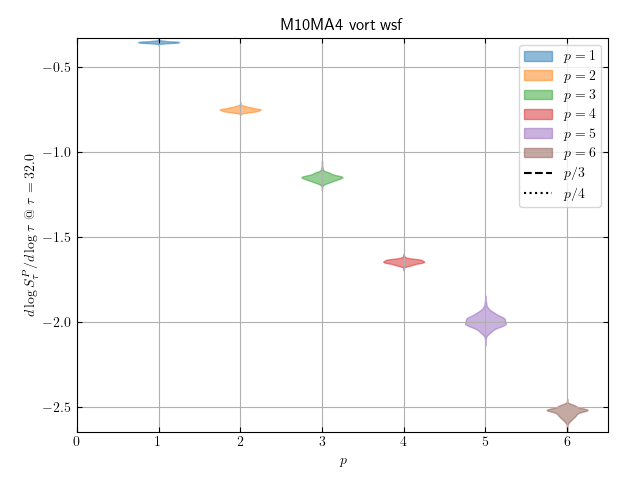 M10MA4 vort wsf
d log S_τ^P / d log τ @ τ = 32.0
−0.5
−1.0
−1.5
−2.0
−2.5
0 1 2 3 4 5 6
p
p = 1
p = 2
p = 3
p = 4
p = 5
p = 6
p/3
p/4